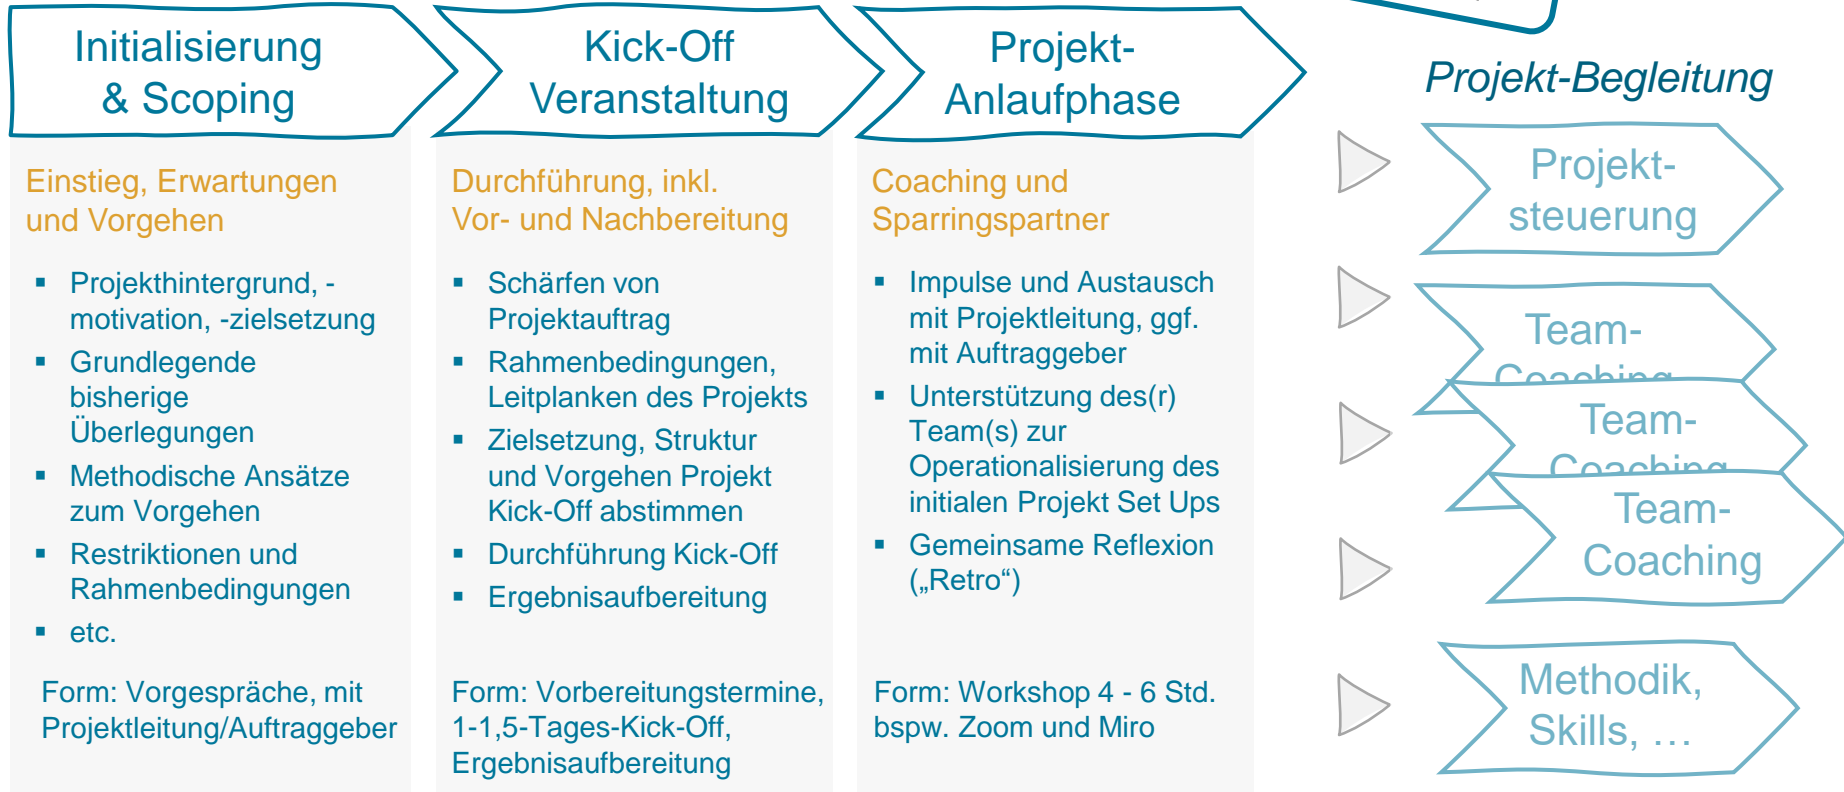 Initialisierung
& Scoping
Einstieg, Erwartungen
und Vorgehen
▪ Projekthintergrund, -
motivation, -zielsetzung
▪ Grundlegende
bisherige
Überlegungen
▪ Methodische Ansätze
zum Vorgehen
▪ Restriktionen und
Rahmenbedingungen
▪ etc.
Form: Vorgespräche, mit
Projektleitung/Auftraggeber
Kick-Off
Veranstaltung
Durchführung, inkl.
Vor- und Nachbereitung
▪ Schärfen von
Projektauftrag
▪ Rahmenbedingungen,
Leitplanken des Projekts
▪ Zielsetzung, Struktur
und Vorgehen Projekt
Kick-Off abstimmen
▪ Durchführung Kick-Off
▪ Ergebnisaufbereitung
Form: Vorbereitungstermine,
1-1,5-Tages-Kick-Off,
Ergebnisaufbereitung
Projekt-
Anlaufphase
Coaching und
Sparringspartner
▪ Impulse und Austausch
mit Projektleitung, ggf.
mit Auftraggeber
▪ Unterstützung des(r)
Team(s) zur
Operationalisierung des
initialen Projekt Set Ups
▪ Gemeinsame Reflexion
(„Retro“)
Form: Workshop 4 - 6 Std.
bspw. Zoom und Miro
Projekt-Begleitung
Projekt-
steuerung
Team-
Coaching
Team-
Coaching
Team-
Coaching
Methodik,
Skills, …